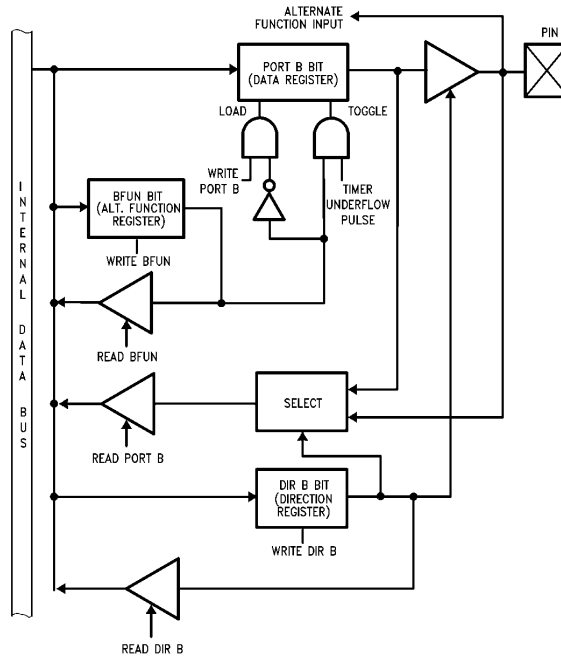 ALTERNATE
FUNCTION INPUT
PIN
PORT B BIT
(DATA REGISTER)
LOAD
TOGGLE
WRITE
PORT B
TIMER
UNDERFLOW
PULSE
BFUN BIT
(ALT. FUNCTION
REGISTER)
WRITE BFUN
READ BFUN
INTERNAL DATA BUS
SELECT
READ PORT B
DIR B BIT
(DIRECTION
REGISTER)
WRITE DIR B
READ DIR B